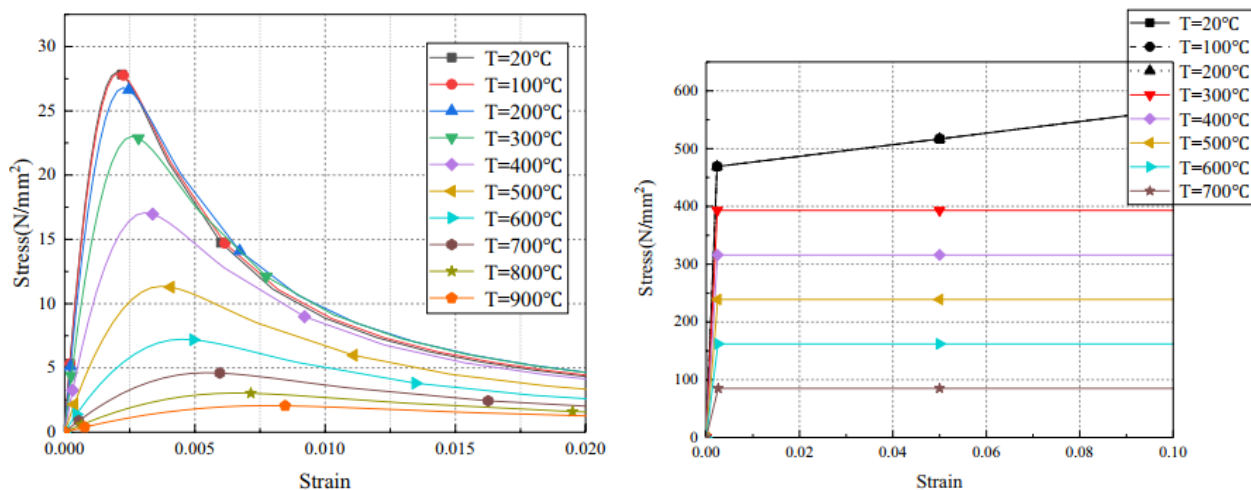 Stress(N/mm²)
30
25
20
15
10
5
0
0.000
0.005
0.010
0.015
0.020
Strain
T=20℃
T=100℃
T=200℃
T=300℃
T=400℃
T=500℃
T=600℃
T=700℃
T=800℃
T=900℃
Stress(N/mm²)
600
500
400
300
200
100
0
0.00
0.02
0.04
0.06
0.08
0.10
Strain
T=20℃
T=100℃
T=200℃
T=300℃
T=400℃
T=500℃
T=600℃
T=700℃